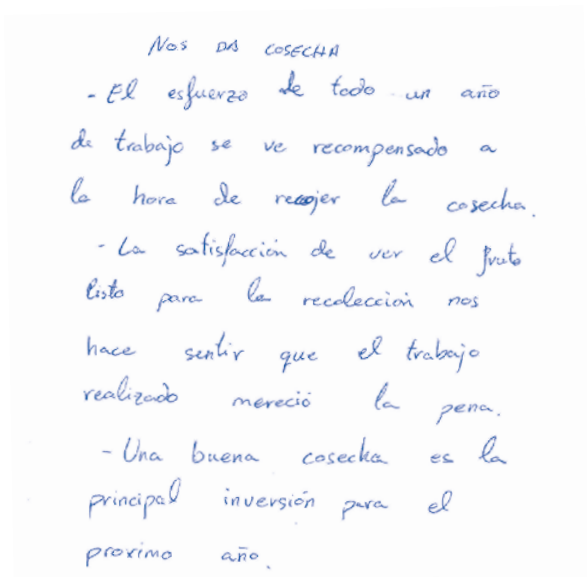 NOS DA COSECHA
- El esfuerzo de todo un año
de trabajo se ve recompensado a
la hora de recojer la cosecha.
- La satisfacción de ver el fruto
listo para la recolección nos
hace sentir que el trabajo
realizado mereció la pena.
- Una buena cosecha es la
principal inversión para el
proximo año.